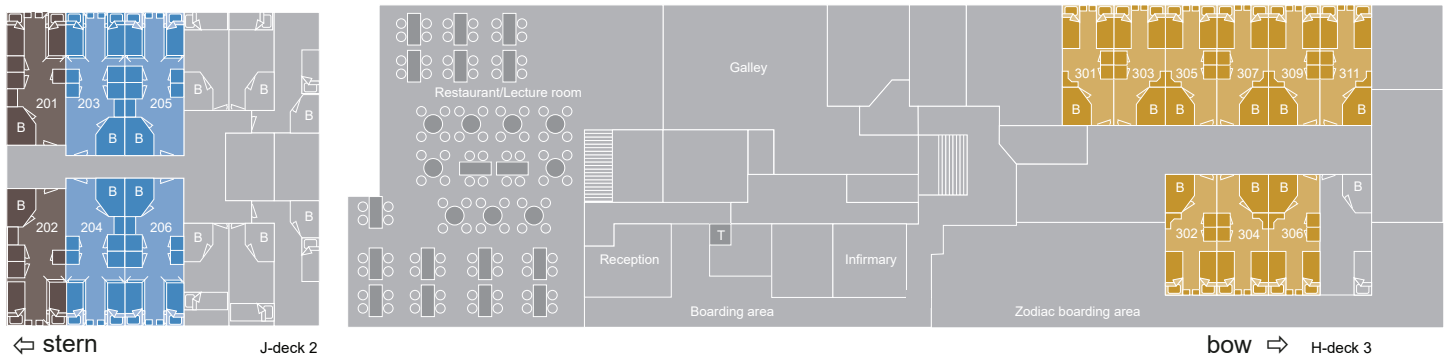 201
203
205
B
B
B
B
B
B
B
B
B
B
B
B
B
202
204
206
Restaurant/Lecture room
Galley
Reception
T
Infirmary
Boarding area
Zodiac boarding area
301
303
305
307
309
311
B
B
B
B
B
B
B
B
B
B
302
304
306
⇦ stern
J-deck 2
bow ⇨
H-deck 3